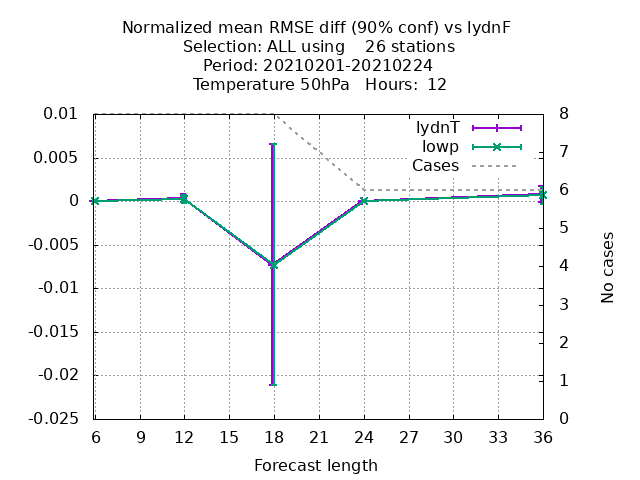 Normalized mean RMSE diff (90% conf) vs lydnF
Selection: ALL using    26 stations
Period: 20210201-20210224
Temperature 50hPa   Hours:  12
0.01
0.005
0
-0.005
-0.01
-0.015
-0.02
-0.025
lydnT
lowp
Cases
8
7
6
5
4
3
2
1
0
No cases
6 9 12 15 18 21 24 27 30 33 36
Forecast length